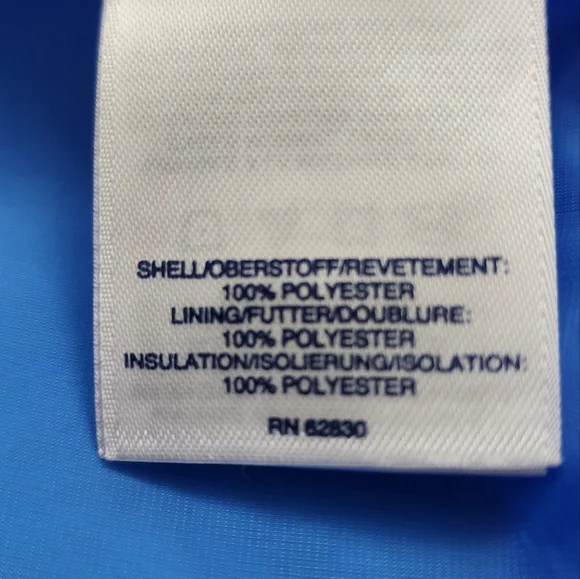 SHELL/OBERSTOFF/REVETEMENT:
100% POLYESTER
LINING/FUTTER/DOUBLURE:
100% POLYESTER
INSULATION/ISOLIERUNG/ISOLATION:
100% POLYESTER
RN 62830